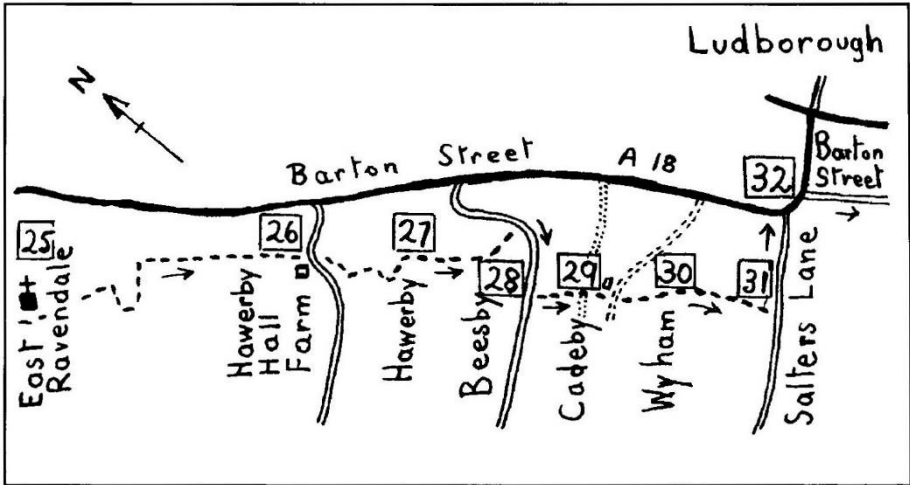 Ludborough
N
Barton Street A 18
Barton
Street
32
25
26
27
28
29
30
31
East
Ravendale
Hawerby
Hall
Farm
Hawerby
Beesby
Cadeby
Wyham
Salters Lane